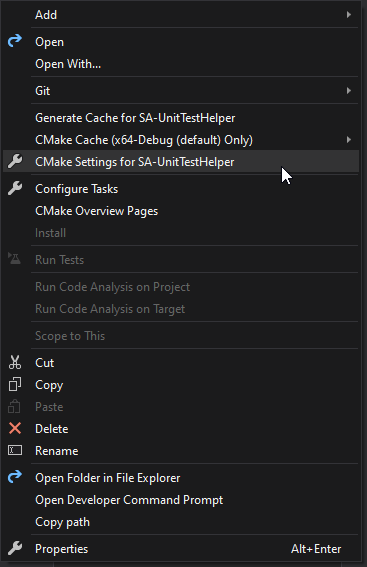 Add
Open
Open With...
Git
Generate Cache for SA-UnitTestHelper
CMake Cache (x64-Debug (default) Only)
CMake Settings for SA-UnitTestHelper
Configure Tasks
CMake Overview Pages
Install
Run Tests
Run Code Analysis on Project
Run Code Analysis on Target
Scope to This
Cut
Copy
Paste
Delete
Rename
Open Folder in File Explorer
Open Developer Command Prompt
Copy path
Properties Alt+Enter